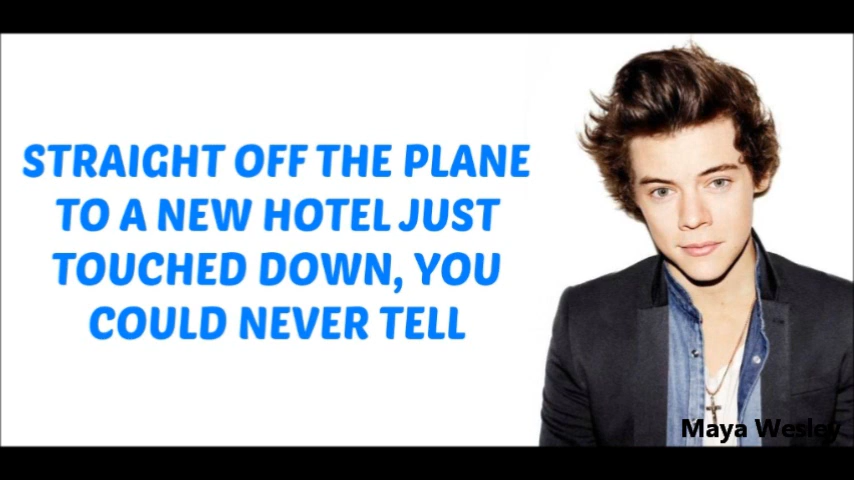 STRAIGHT OFF THE PLANE
TO A NEW HOTEL JUST
TOUCHED DOWN, YOU
COULD NEVER TELL
Maya Wesley